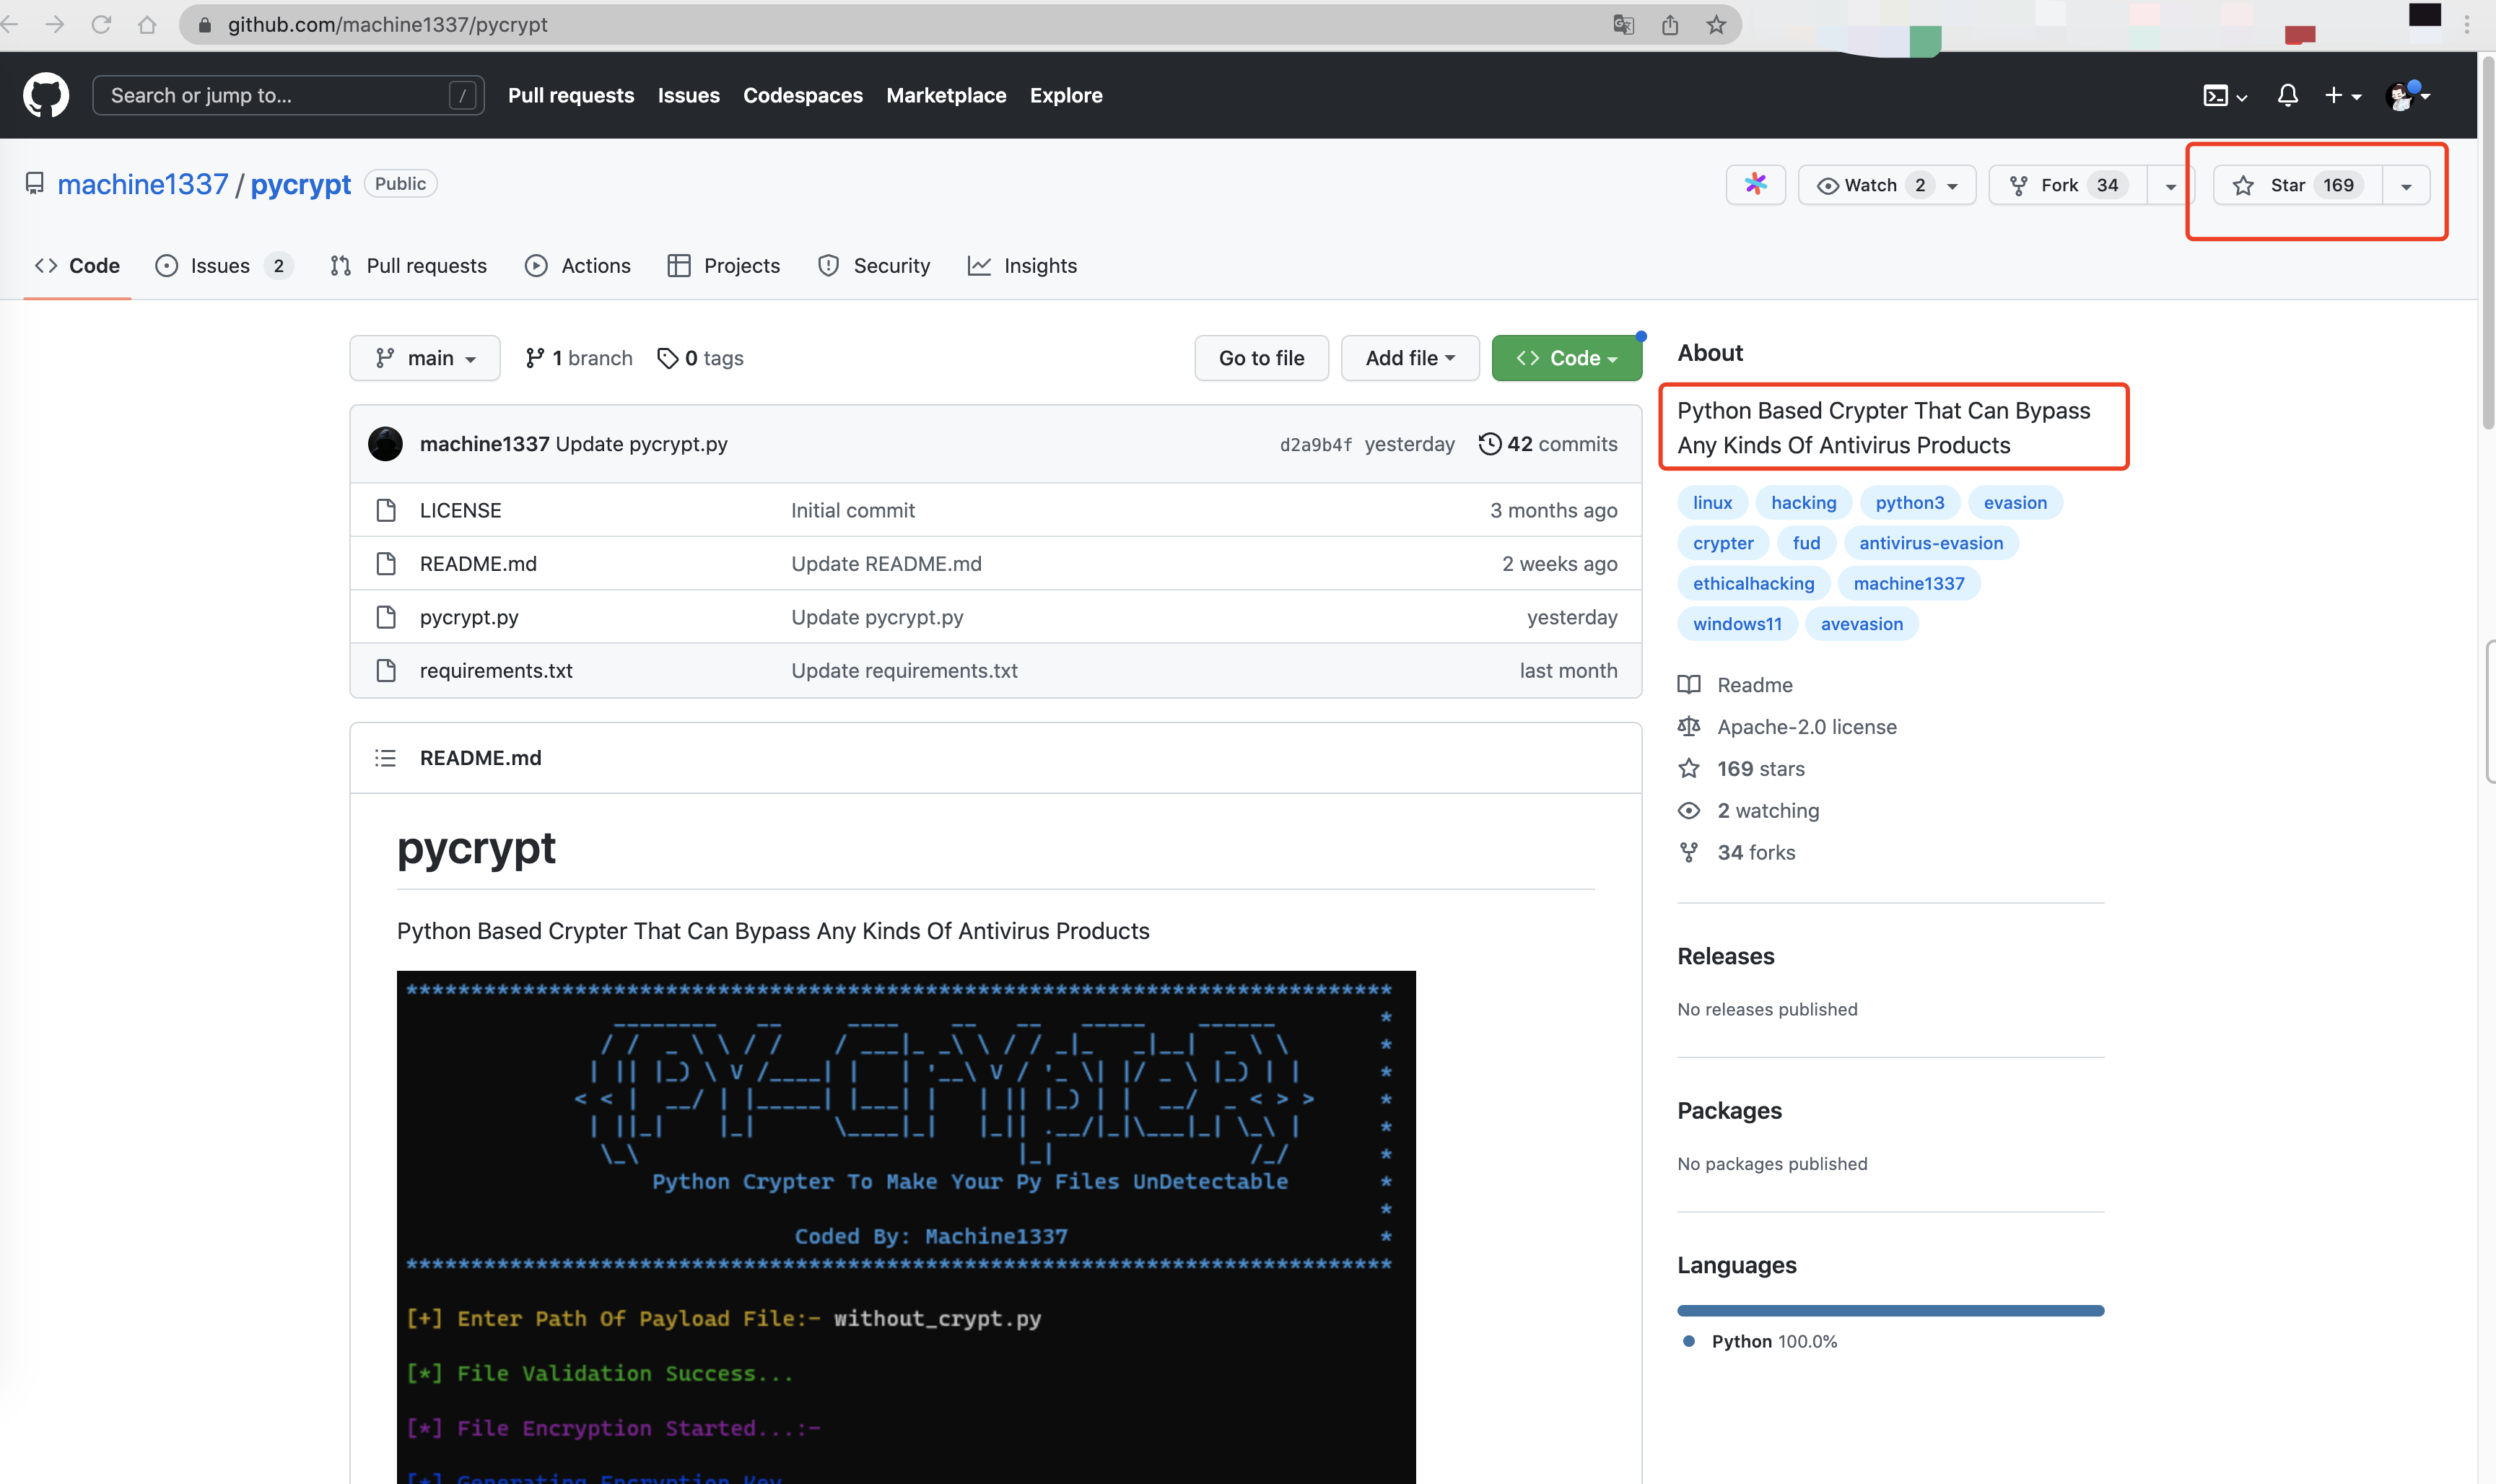 github.com/machine1337/pycrypt
Search or jump to... /
Pull requests Issues Codespaces Marketplace Explore
machine1337 / pycrypt Public
Watch 2 Fork 34 Star 169
Code Issues 2 Pull requests Actions Projects Security Insights
main 1 branch 0 tags Go to file Add file Code
machine1337 Update pycrypt.py d2a9b4f yesterday 42 commits
LICENSE Initial commit 3 months ago
README.md Update README.md 2 weeks ago
pycrypt.py Update pycrypt.py yesterday
requirements.txt Update requirements.txt last month
README.md
pycrypt
Python Based Crypter That Can Bypass Any Kinds Of Antivirus Products
PY-CrYpTER
Python Crypter To Make Your Py Files UnDetectable
Coded By: Machine1337
[+] Enter Path Of Payload File:- without_crypt.py
[*] File Validation Success...
[*] File Encryption Started...:-
[*] Generating Encryption Key
About
Python Based Crypter That Can Bypass
Any Kinds Of Antivirus Products
linux hacking python3 evasion
crypter fud antivirus-evasion
ethicalhacking machine1337
windows11 avevasion
Readme
Apache-2.0 license
169 stars
2 watching
34 forks
Releases
No releases published
Packages
No packages published
Languages
Python 100.0%